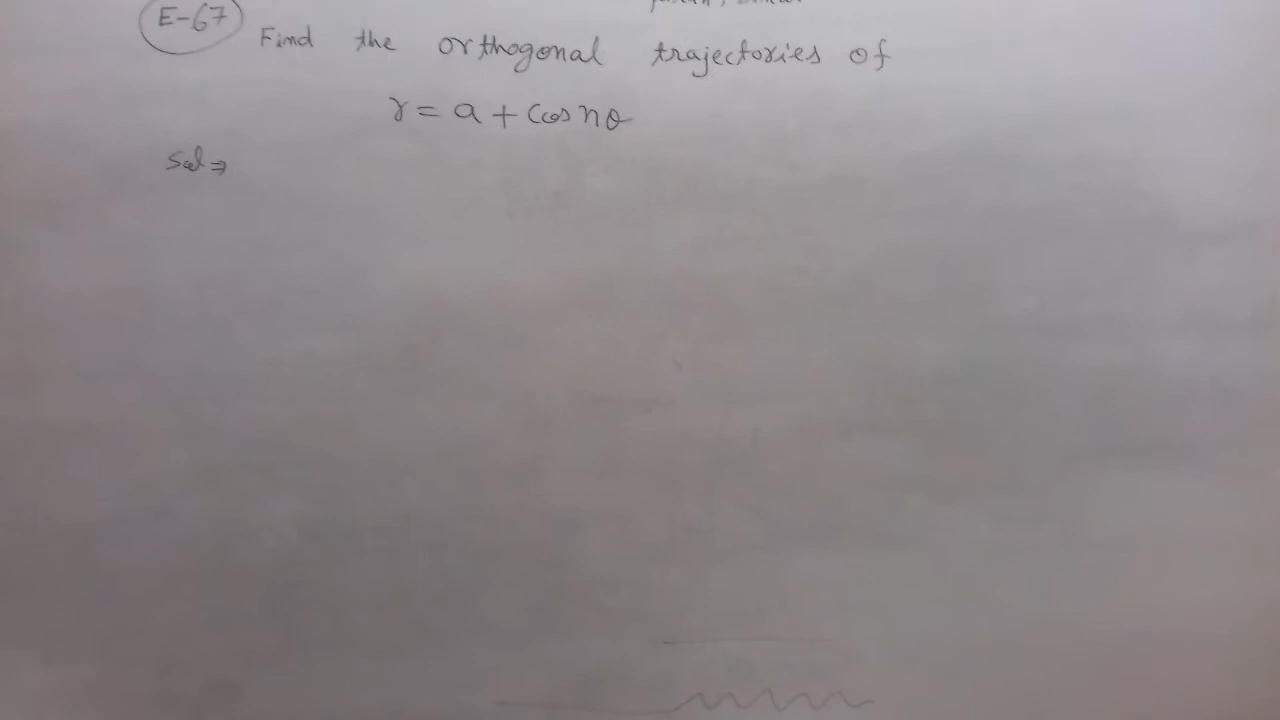 E-67
Find the orthogonal trajectories of
r = a + cos nθ
Sol ⇒